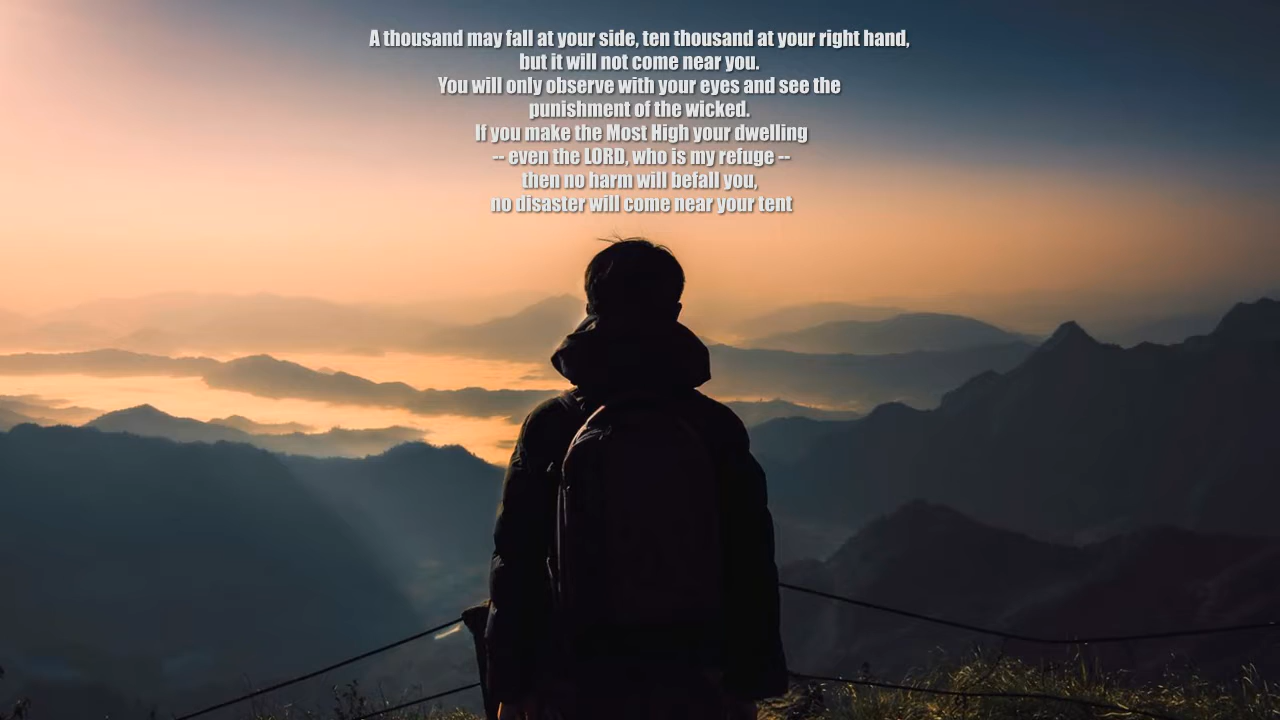 A thousand may fall at your side, ten thousand at your right hand,
but it will not come near you.
You will only observe with your eyes and see the
punishment of the wicked.
If you make the Most High your dwelling
-- even the LORD, who is my refuge --
then no harm will befall you,
no disaster will come near your tent